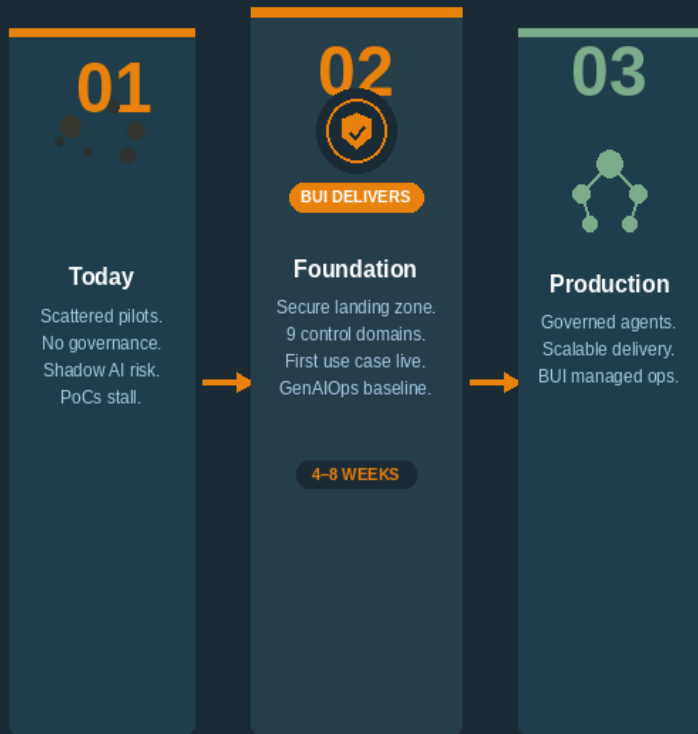 01
Today
Scattered pilots.
No governance.
Shadow AI risk.
PoCs stall.
02
BUI DELIVERS
Foundation
Secure landing zone.
9 control domains.
First use case live.
GenAIOps baseline.
4–8 WEEKS
03
Production
Governed agents.
Scalable delivery.
BUI managed ops.